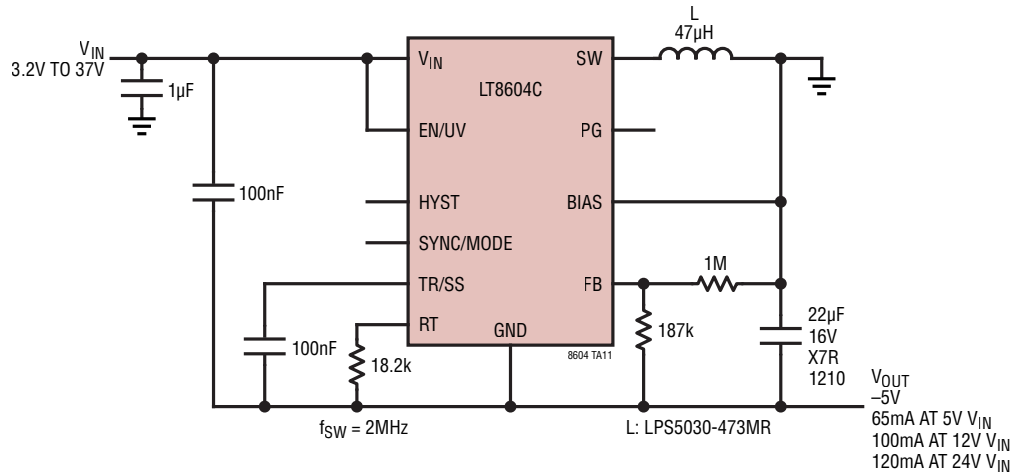 V_IN
3.2V TO 37V
1µF
100nF
100nF
18.2k
V_IN
EN/UV
HYST
SYNC/MODE
TR/SS
RT
LT8604C
GND
SW
PG
BIAS
FB
8604 TA11
L
47µH
1M
187k
22µF
16V
X7R
1210
V_OUT
–5V
65mA AT 5V V_IN
100mA AT 12V V_IN
120mA AT 24V V_IN
f_SW = 2MHz
L: LPS5030-473MR